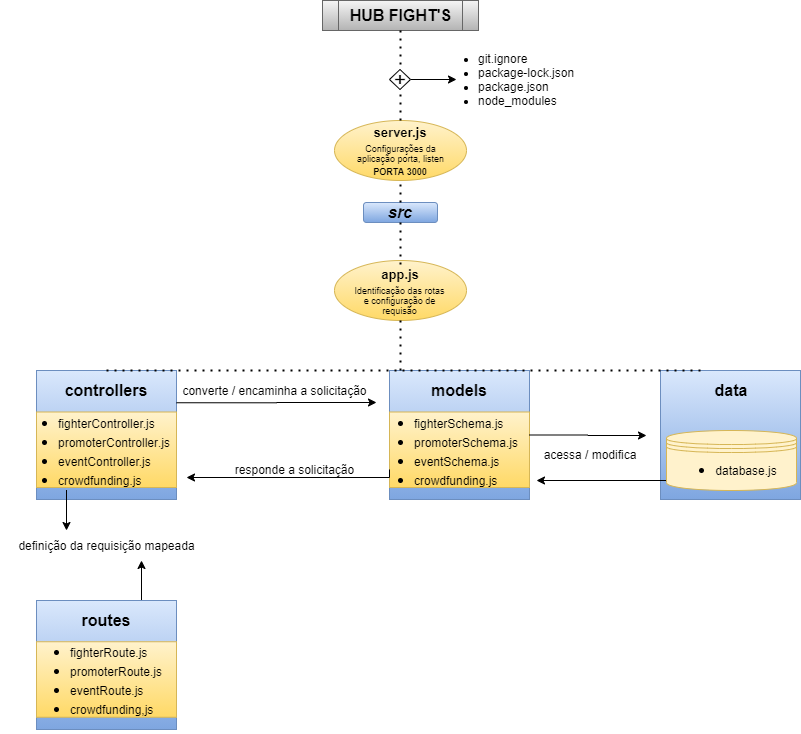 HUB FIGHT'S
git.ignore
package-lock.json
package.json
node_modules
server.js
Configurações da
aplicação porta, listen
PORTA 3000
src
app.js
Identificação das rotas
e configuração de
requisão
controllers
fighterController.js
promoterController.js
eventController.js
crowdfunding.js
converte / encaminha a solicitação
responde a solicitação
models
fighterSchema.js
promoterSchema.js
eventSchema.js
crowdfunding.js
acessa / modifica
data
database.js
definição da requisição mapeada
routes
fighterRoute.js
promoterRoute.js
eventRoute.js
crowdfunding.js